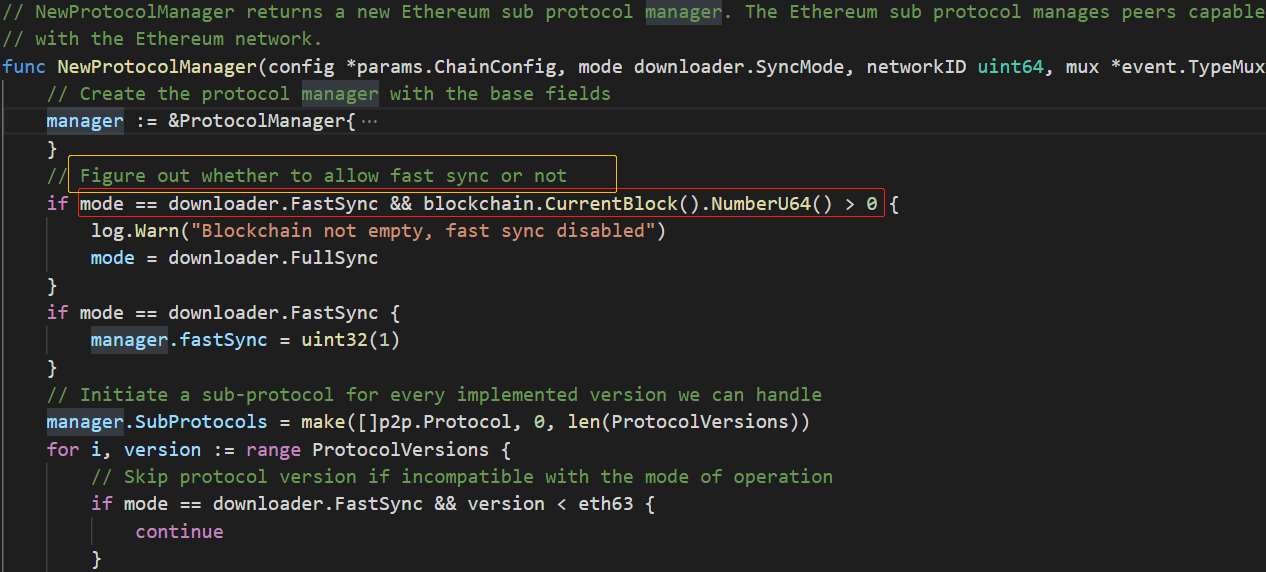 // NewProtocolManager returns a new Ethereum sub protocol manager. The Ethereum sub protocol manages peers capable
// with the Ethereum network.
func NewProtocolManager(config *params.ChainConfig, mode downloader.SyncMode, networkID uint64, mux *event.TypeMux
// Create the protocol manager with the base fields
manager := &ProtocolManager{ ···
}
// Figure out whether to allow fast sync or not
if mode == downloader.FastSync && blockchain.CurrentBlock().NumberU64() > 0 {
log.Warn("Blockchain not empty, fast sync disabled")
mode = downloader.FullSync
}
if mode == downloader.FastSync {
manager.fastSync = uint32(1)
}
// Initiate a sub-protocol for every implemented version we can handle
manager.SubProtocols = make([]p2p.Protocol, 0, len(ProtocolVersions))
for i, version := range ProtocolVersions {
// Skip protocol version if incompatible with the mode of operation
if mode == downloader.FastSync && version < eth63 {
continue
}